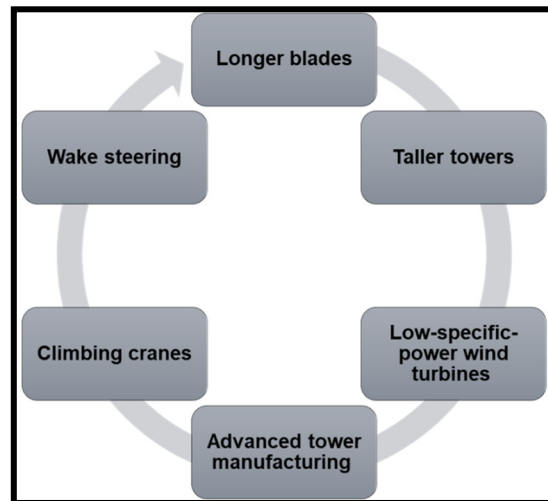 Longer blades
Taller towers
Low-specific-
power wind
turbines
Advanced tower
manufacturing
Climbing cranes
Wake steering